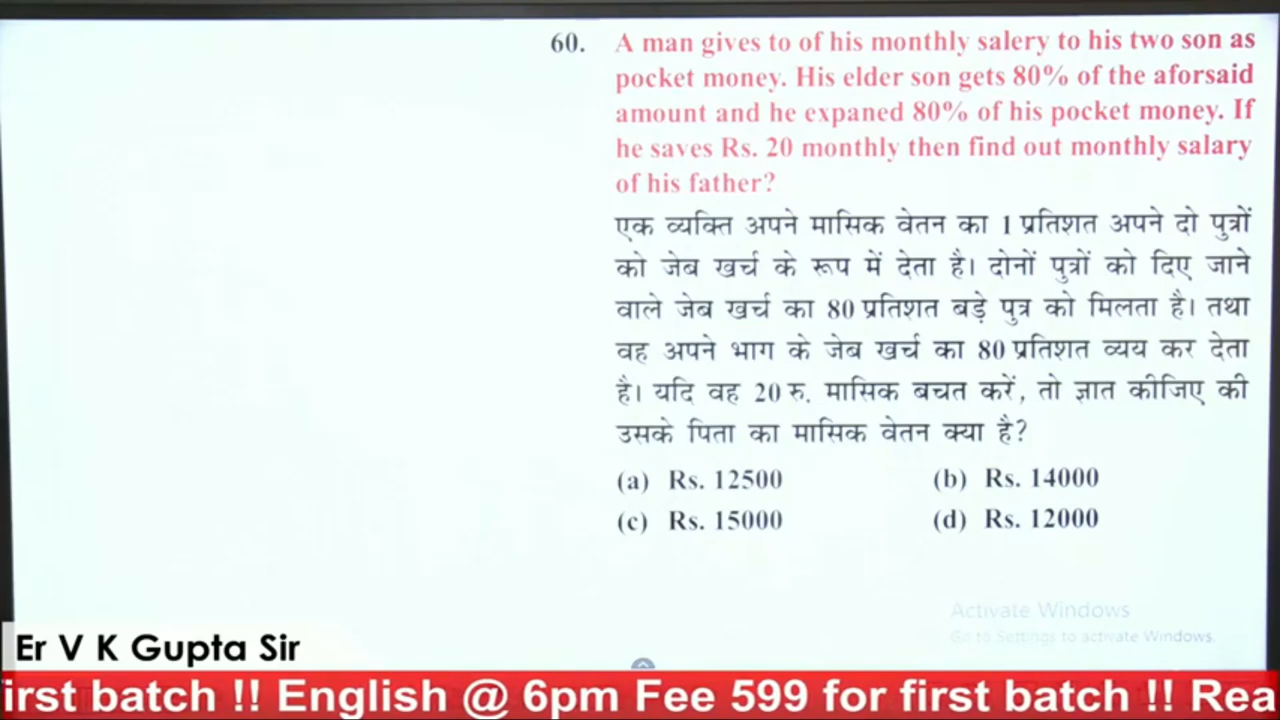 60. A man gives to of his monthly salery to his two son as
pocket money. His elder son gets 80% of the aforsaid
amount and he expaned 80% of his pocket money. If
he saves Rs. 20 monthly then find out monthly salary
of his father?
एक व्यक्ति अपने मासिक वेतन का 1 प्रतिशत अपने दो पुत्रों
को जेब खर्च के रूप में देता है। दोनों पुत्रों को दिए जाने
वाले जेब खर्च का 80 प्रतिशत बड़े पुत्र को मिलता है। तथा
वह अपने भाग के जेब खर्च का 80 प्रतिशत व्यय कर देता
है। यदि वह 20 रु. मासिक बचत करें, तो ज्ञात कीजिए की
उसके पिता का मासिक वेतन क्या है?
(a) Rs. 12500 (b) Rs. 14000
(c) Rs. 15000 (d) Rs. 12000
Activate Windows
Go to Settings to activate Windows.
Er V K Gupta Sir
irst batch !! English @ 6pm Fee 599 for first batch !! Rea